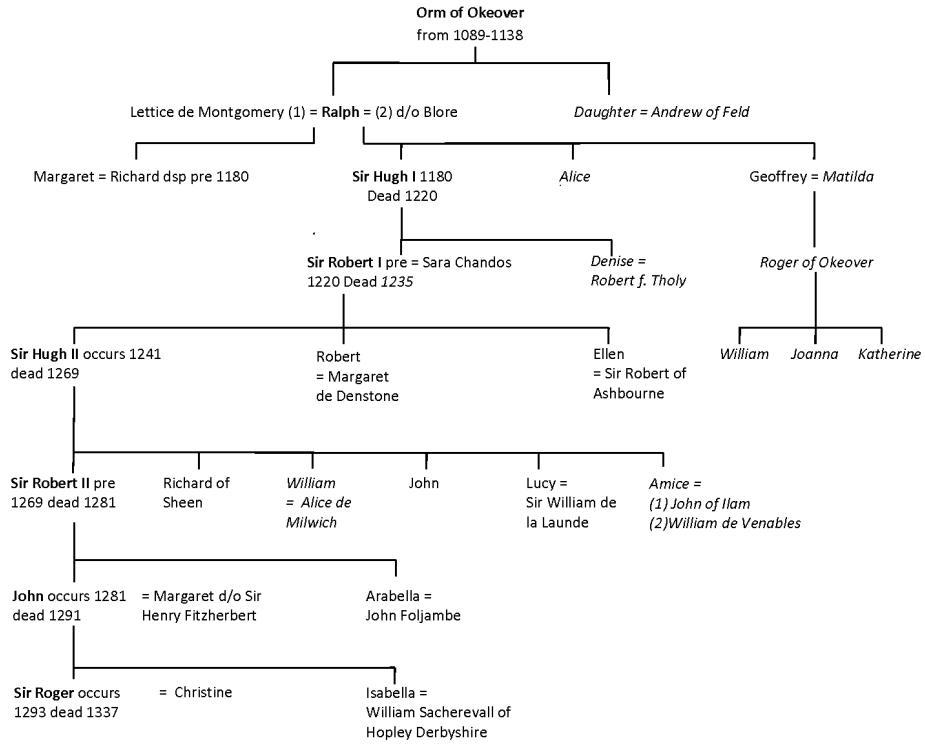 Orm of Okeover
from 1089-1138
Lettice de Montgomery (1) = Ralph = (2) d/o Blore
Daughter = Andrew of Feld
Margaret = Richard dsp pre 1180
Sir Hugh I 1180
Dead 1220
Alice
Geoffrey = Matilda
Sir Robert I pre = Sara Chandos
1220 Dead 1235
Denise =
Robert f. Tholy
Roger of Okeover
Sir Hugh II occurs 1241
dead 1269
Robert
= Margaret
de Denstone
Ellen
= Sir Robert of
Ashbourne
William
Joanna
Katherine
Sir Robert II pre
1269 dead 1281
Richard of
Sheen
William
= Alice de
Milwich
John
Lucy =
Sir William de
la Launde
Amice =
(1) John of Ilam
(2)William de Venables
John occurs 1281
dead 1291
= Margaret d/o Sir
Henry Fitzherbert
Arabella =
John Foljambe
Sir Roger occurs
1293 dead 1337
= Christine
Isabella =
William Sacherevall of
Hopley Derbyshire